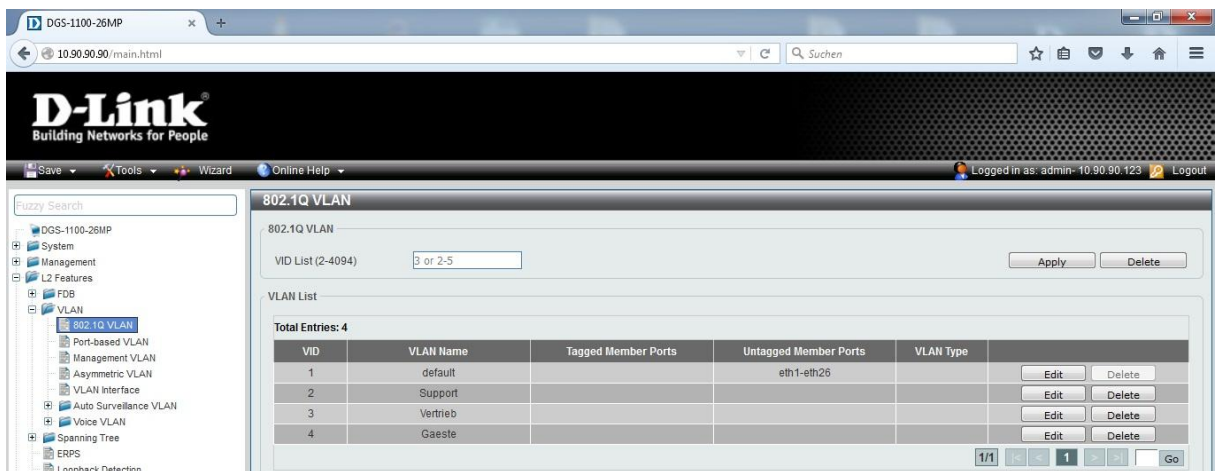 DGS-1100-26MP
10.90.90.90/main.html
Suchen
D-Link®
Building Networks for People
Save Tools Wizard Online Help Logged in as: admin- 10.90.90.123 Logout
Fuzzy Search
DGS-1100-26MP
System
Management
L2 Features
FDB
VLAN
802.1Q VLAN
Port-based VLAN
Management VLAN
Asymmetric VLAN
VLAN Interface
Auto Surveillance VLAN
Voice VLAN
Spanning Tree
ERPS
Loopback Detection
802.1Q VLAN
802.1Q VLAN
VID List (2-4094) 3 or 2-5 Apply Delete
VLAN List
Total Entries: 4
VID VLAN Name Tagged Member Ports Untagged Member Ports VLAN Type
1 default eth1-eth26 Edit Delete
2 Support Edit Delete
3 Vertrieb Edit Delete
4 Gaeste Edit Delete
1/1 |< < 1 > >| Go